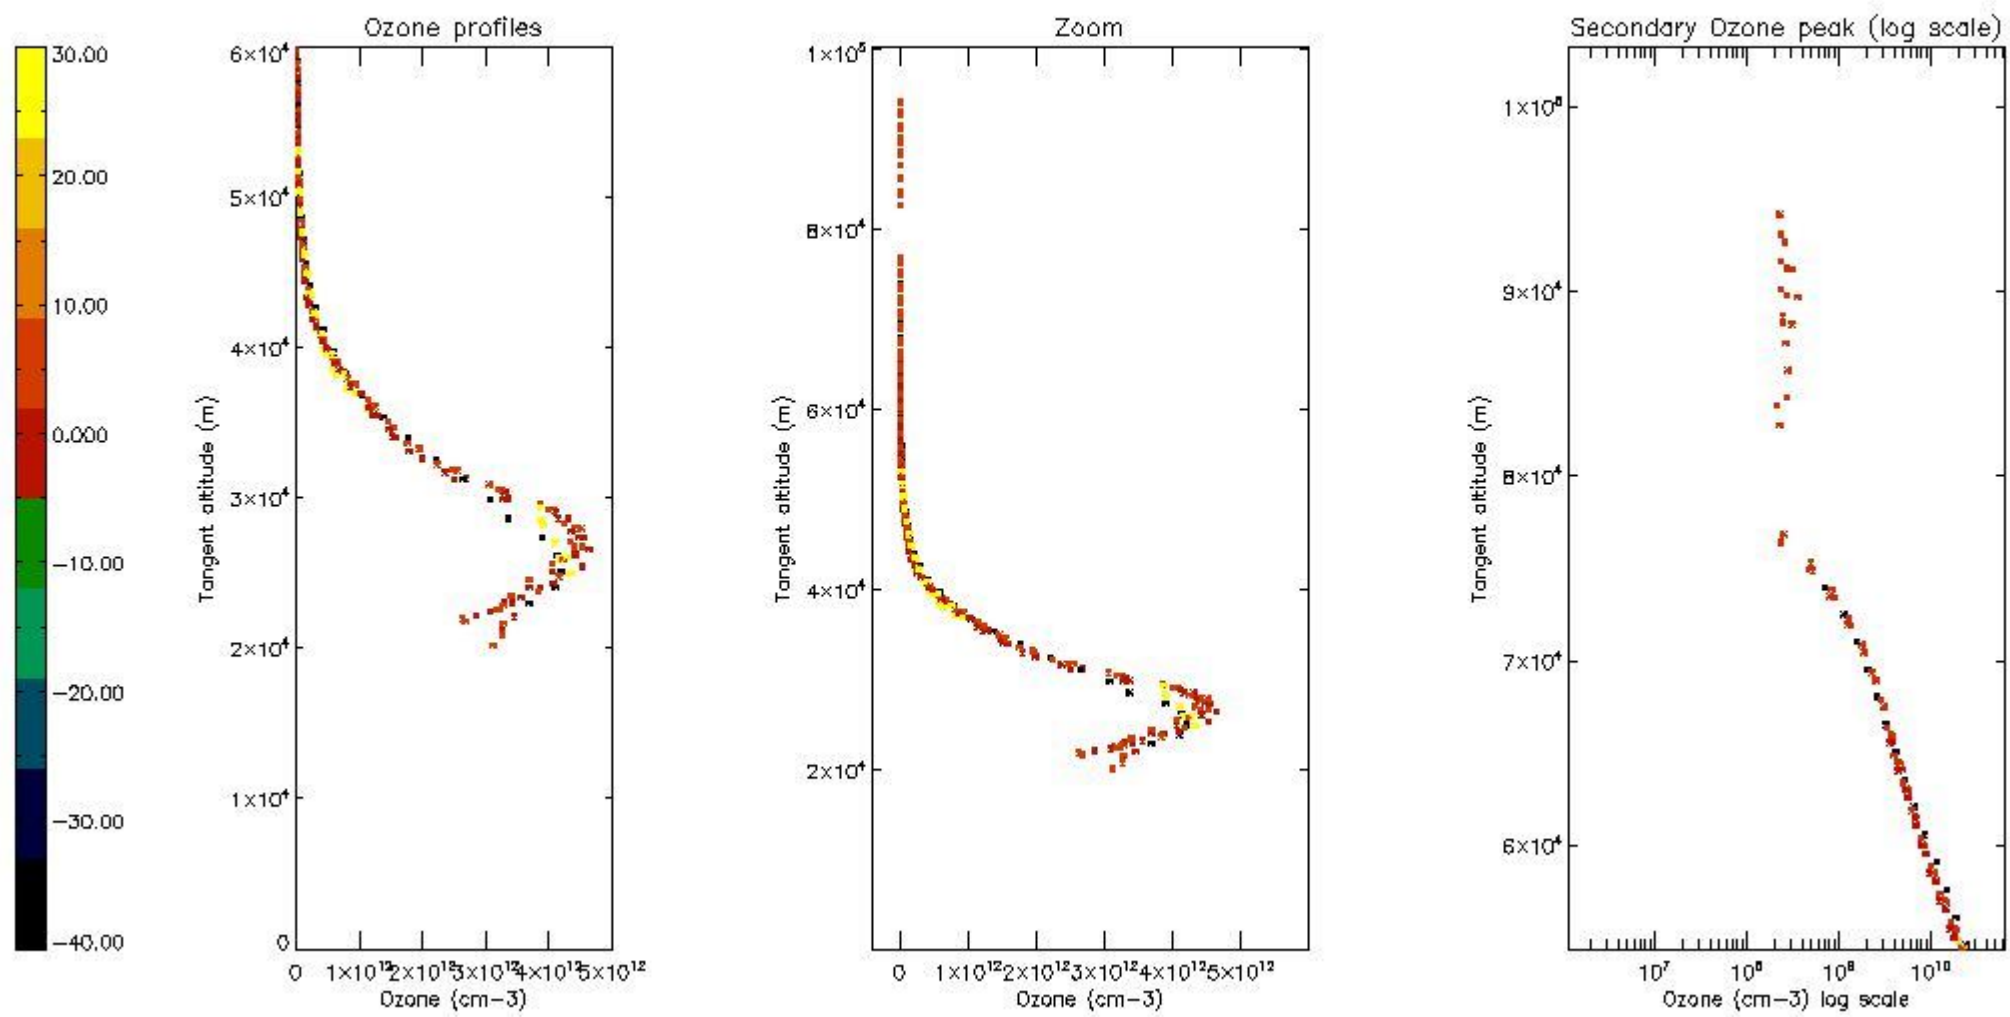 Ozone profiles
Zoom
Secondary Ozone peak (log scale)
30.00
20.00
10.00
0.000
−10.00
−20.00
−30.00
−40.00
Tangent altitude (m)
6×10⁴
5×10⁴
4×10⁴
3×10⁴
2×10⁴
1×10⁴
0
0 1×10¹² 2×10¹² 3×10¹² 4×10¹² 5×10¹²
Ozone (cm−3)
Tangent altitude (m)
1×10⁵
8×10⁴
6×10⁴
4×10⁴
2×10⁴
0 1×10¹² 2×10¹² 3×10¹² 4×10¹² 5×10¹²
Ozone (cm−3)
Tangent altitude (m)
9×10⁴
8×10⁴
7×10⁴
6×10⁴
10⁷ 10⁸ 10⁹ 10¹⁰
Ozone (cm−3) log scale